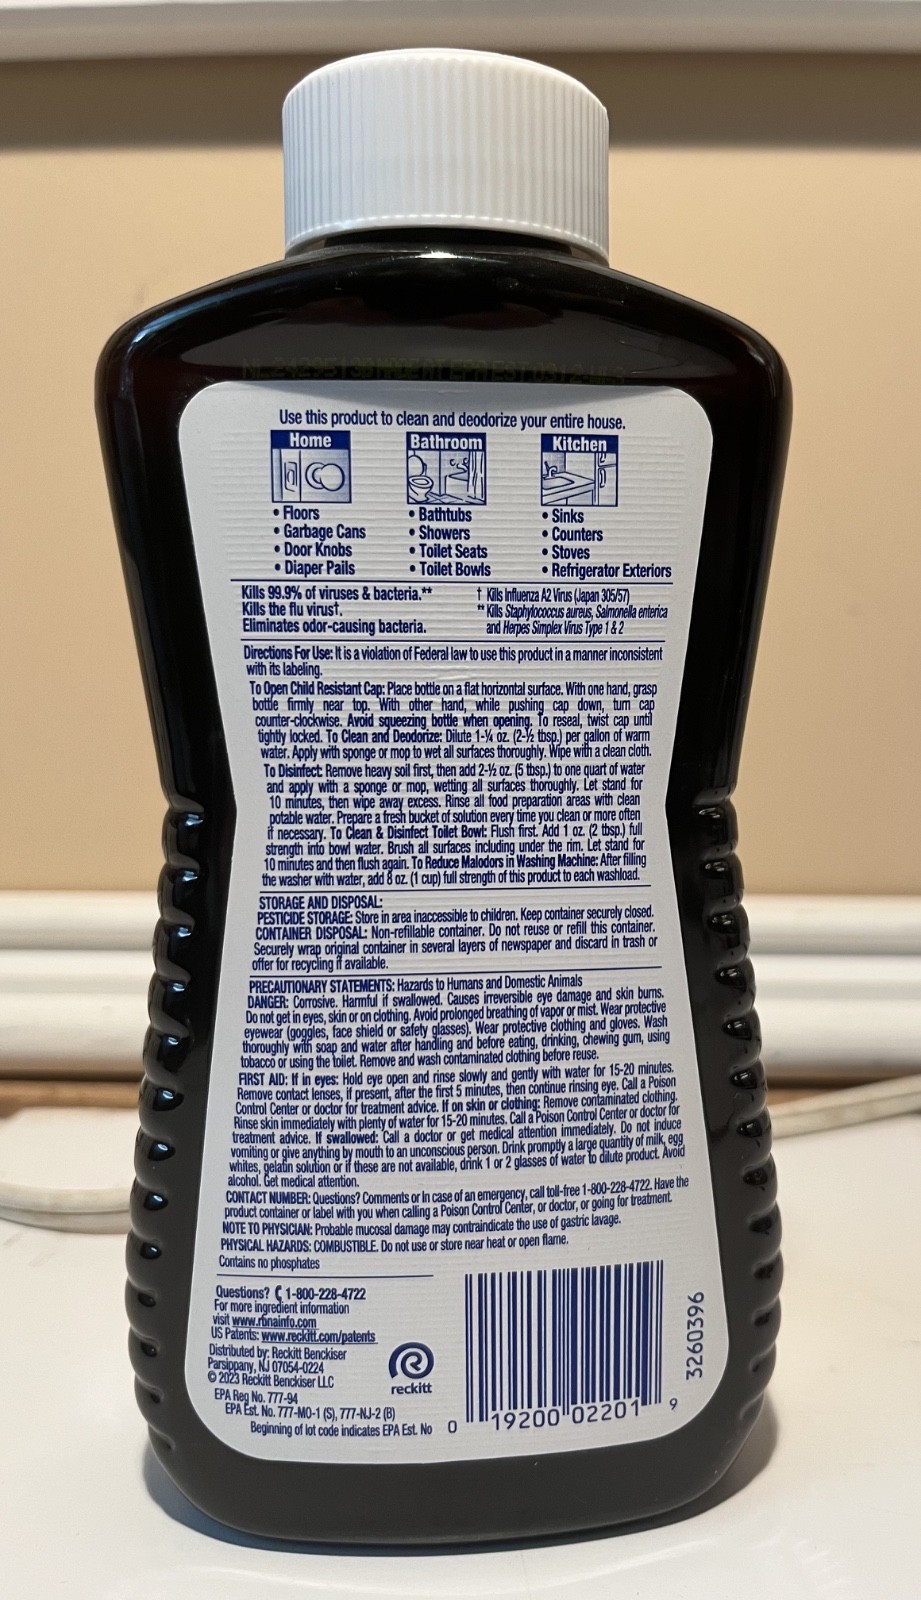 Use this product to clean and deodorize your entire house.
Home
• Floors
• Garbage Cans
• Door Knobs
• Diaper Pails
Bathroom
• Bathtubs
• Showers
• Toilet Seats
• Toilet Bowls
Kitchen
• Sinks
• Counters
• Stoves
• Refrigerator Exteriors
Kills 99.9% of viruses & bacteria.**
Kills the flu virus†.
Eliminates odor-causing bacteria.
† Kills Influenza A2 Virus (Japan 305/57)
** Kills Staphylococcus aureus, Salmonella enterica
and Herpes Simplex Virus Type 1 & 2
Directions For Use: It is a violation of Federal law to use this product in a manner inconsistent
with its labeling.
To Open Child Resistant Cap: Place bottle on a flat horizontal surface. With one hand, grasp
bottle firmly near top. With other hand, while pushing cap down, turn cap
counter-clockwise. Avoid squeezing bottle when opening. To reseal, twist cap until
tightly locked. To Clean and Deodorize: Dilute 1-¼ oz. (2-½ tbsp.) per gallon of warm
water. Apply with sponge or mop to wet all surfaces thoroughly. Wipe with a clean cloth.
To Disinfect: Remove heavy soil first, then add 2-½ oz. (5 tbsp.) to one quart of water
and apply with a sponge or mop, wetting all surfaces thoroughly. Let stand for
10 minutes, then wipe away excess. Rinse all food preparation areas with clean
potable water. Prepare a fresh bucket of solution every time you clean or more often
if necessary. To Clean & Disinfect Toilet Bowl: Flush first. Add 1 oz. (2 tbsp.) full
strength into bowl water. Brush all surfaces including under the rim. Let stand for
10 minutes and then flush again. To Reduce Malodors in Washing Machine: After filling
the washer with water, add 8 oz. (1 cup) full strength of this product to each washload.
STORAGE AND DISPOSAL:
PESTICIDE STORAGE: Store in area inaccessible to children. Keep container securely closed.
CONTAINER DISPOSAL: Non-refillable container. Do not reuse or refill this container.
Securely wrap original container in several layers of newspaper and discard in trash or
offer for recycling if available.
PRECAUTIONARY STATEMENTS: Hazards to Humans and Domestic Animals
DANGER: Corrosive. Harmful if swallowed. Causes irreversible eye damage and skin burns.
Do not get in eyes, skin or on clothing. Avoid prolonged breathing of vapor or mist. Wear protective
eyewear (goggles, face shield or safety glasses). Wear protective clothing and gloves. Wash
thoroughly with soap and water after handling and before eating, drinking, chewing gum, using
tobacco or using the toilet. Remove and wash contaminated clothing before reuse.
FIRST AID: If in eyes: Hold eye open and rinse slowly and gently with water for 15-20 minutes.
Remove contact lenses, if present, after the first 5 minutes, then continue rinsing eye. Call a Poison
Control Center or doctor for treatment advice. If on skin or clothing: Remove contaminated clothing.
Rinse skin immediately with plenty of water for 15-20 minutes. Call a Poison Control Center or doctor for
treatment advice. If swallowed: Call a doctor or get medical attention immediately. Do not induce
vomiting or give anything by mouth to an unconscious person. Drink promptly a large quantity of milk, egg
whites, gelatin solution or if these are not available, drink 1 or 2 glasses of water to dilute product. Avoid
alcohol. Get medical attention.
CONTACT NUMBER: Questions? Comments or In case of an emergency, call toll-free 1-800-228-4722. Have the
product container or label with you when calling a Poison Control Center, or doctor, or going for treatment.
NOTE TO PHYSICIAN: Probable mucosal damage may contraindicate the use of gastric lavage.
PHYSICAL HAZARDS: COMBUSTIBLE. Do not use or store near heat or open flame.
Contains no phosphates
Questions? 1-800-228-4722
For more ingredient information
visit www.rbnainfo.com
US Patents: www.reckitt.com/patents
Distributed by: Reckitt Benckiser
Parsippany, NJ 07054-0224
© 2023 Reckitt Benckiser LLC
EPA Reg No. 777-94
EPA Est. No. 777-MO-1 (S), 777-NJ-2 (B)
Beginning of lot code indicates EPA Est. No
reckitt
0 19200 02201 9
3260396